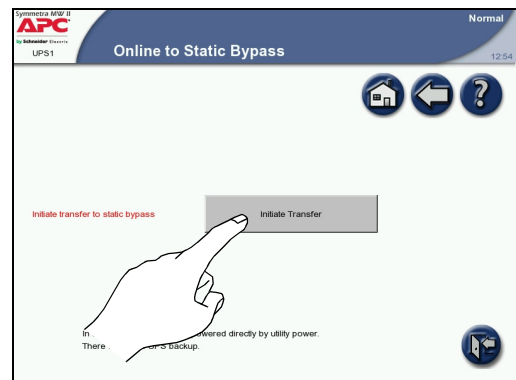 Symmetra MW II
APC
by Schneider Electric
UPS1
Online to Static Bypass
Normal
12:54
?
Initiate transfer to static bypass
Initiate Transfer
In
owered directly by utility power.
There
PS backup.